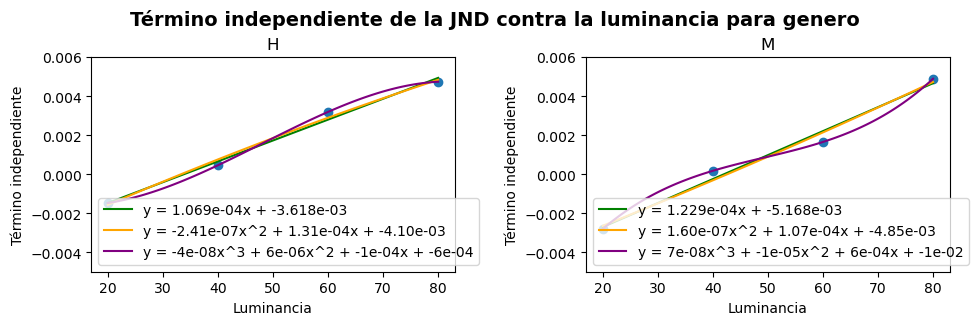 Término independiente de la JND contra la luminancia para genero
H
0.006
0.004
0.002
0.000
−0.002
−0.004
Término independiente
y = 1.069e-04x + -3.618e-03
y = -2.41e-07x^2 + 1.31e-04x + -4.10e-03
y = -4e-08x^3 + 6e-06x^2 + -1e-04x + -6e-04
20 30 40 50 60 70 80
Luminancia
M
0.006
0.004
0.002
0.000
−0.002
−0.004
Término independiente
y = 1.229e-04x + -5.168e-03
y = 1.60e-07x^2 + 1.07e-04x + -4.85e-03
y = 7e-08x^3 + -1e-05x^2 + 6e-04x + -1e-02
20 30 40 50 60 70 80
Luminancia